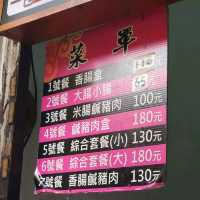 菜單
1號餐 香腸盒
2號餐 大腸小腸
3號餐 米腸鹹豬肉 100元
4號餐 鹹豬肉盒 180元
5號餐 綜合套餐(小) 130元
6號餐 綜合套餐(大) 180元
7號餐 香腸鹹豬肉 130元